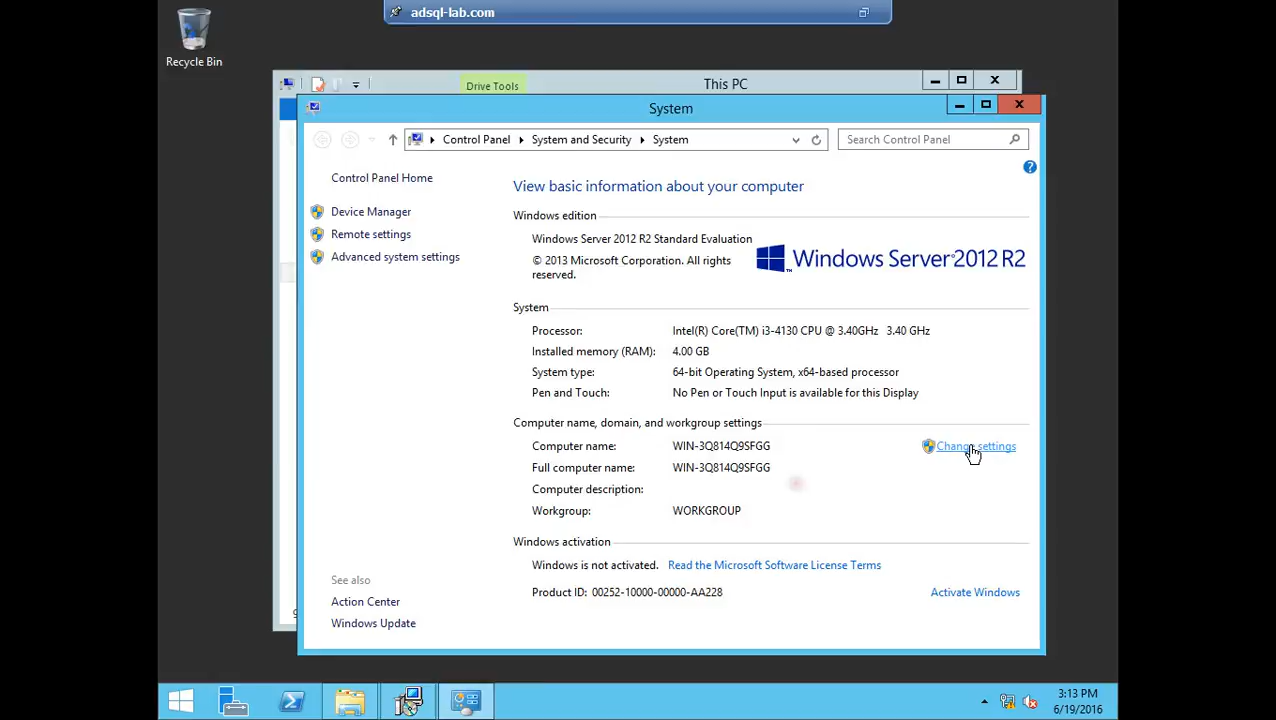 adsql-lab.com
Recycle Bin
Drive Tools
This PC
System
Control Panel
System and Security
System
Search Control Panel
Control Panel Home
Device Manager
Remote settings
Advanced system settings
View basic information about your computer
Windows edition
Windows Server 2012 R2 Standard Evaluation
© 2013 Microsoft Corporation. All rights
reserved.
Windows Server 2012 R2
System
Processor: Intel(R) Core(TM) i3-4130 CPU @ 3.40GHz 3.40 GHz
Installed memory (RAM): 4.00 GB
System type: 64-bit Operating System, x64-based processor
Pen and Touch: No Pen or Touch Input is available for this Display
Computer name, domain, and workgroup settings
Computer name: WIN-3Q814Q9SFGG
Change settings
Full computer name: WIN-3Q814Q9SFGG
Computer description:
Workgroup: WORKGROUP
Windows activation
Windows is not activated. Read the Microsoft Software License Terms
Product ID: 00252-10000-00000-AA228
Activate Windows
See also
Action Center
Windows Update
3:13 PM
6/19/2016